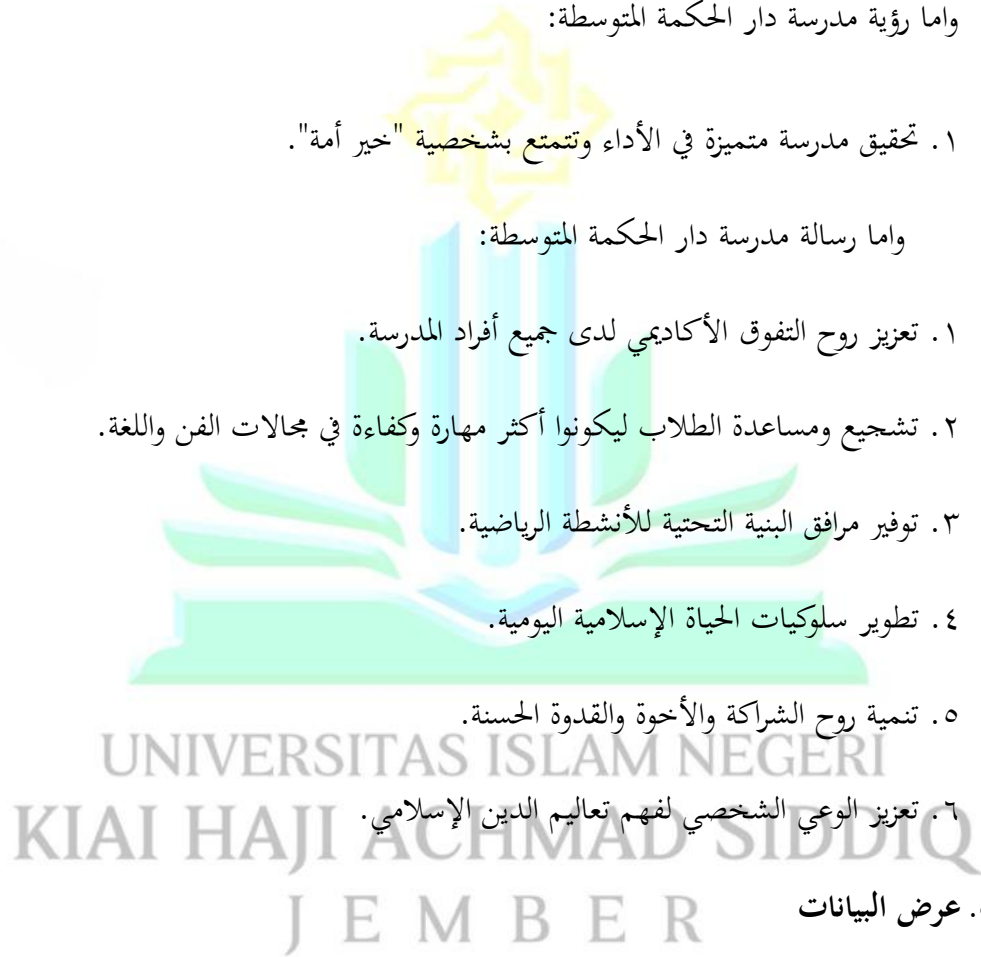 واما رؤية مدرسة دار الحكمة المتوسطة:
١. تحقيق مدرسة متميزة في الأداء وتتمتع بشخصية "خير أمة".
واما رسالة مدرسة دار الحكمة المتوسطة:
١. تعزيز روح التفوق الأكاديمي لدى جميع أفراد المدرسة.
٢. تشجيع ومساعدة الطلاب ليكونوا أكثر مهارة وكفاءة في مجالات الفن واللغة.
٣. توفير مرافق البنية التحتية للأنشطة الرياضية.
٤. تطوير سلوكيات الحياة الإسلامية اليومية.
٥. تنمية روح الشراكة والأخوة والقدوة الحسنة.
UNIVERSITAS ISLAM NEGERI
٦. تعزيز الوعي الشخصي لفهم تعاليم الدين الإسلامي.
KIAI HAJI ACHMAD SIDDIQ
. عرض البيانات
JEMBER